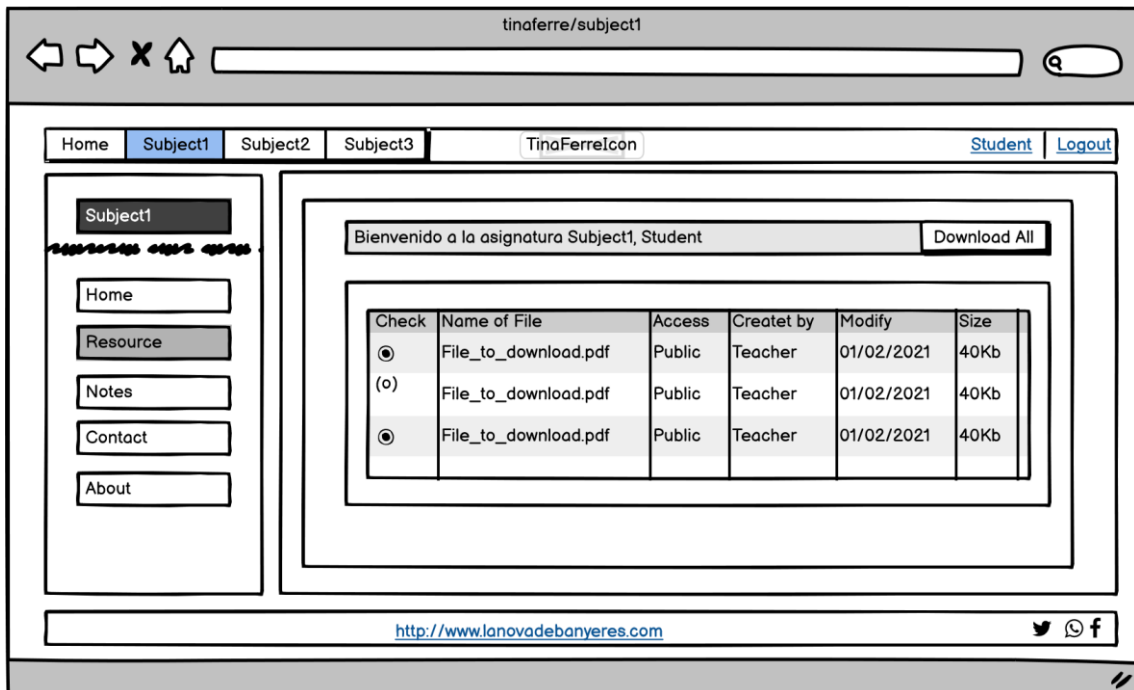 tinaferre/subject1
Home Subject1 Subject2 Subject3 TinaFerreIcon Student Logout
Subject1
Home
Resource
Notes
Contact
About
Bienvenido a la asignatura Subject1, Student Download All
Check Name of File Access Createt by Modify Size
File_to_download.pdf Public Teacher 01/02/2021 40Kb
(o) File_to_download.pdf Public Teacher 01/02/2021 40Kb
File_to_download.pdf Public Teacher 01/02/2021 40Kb
http://www.lanovadebanyeres.com